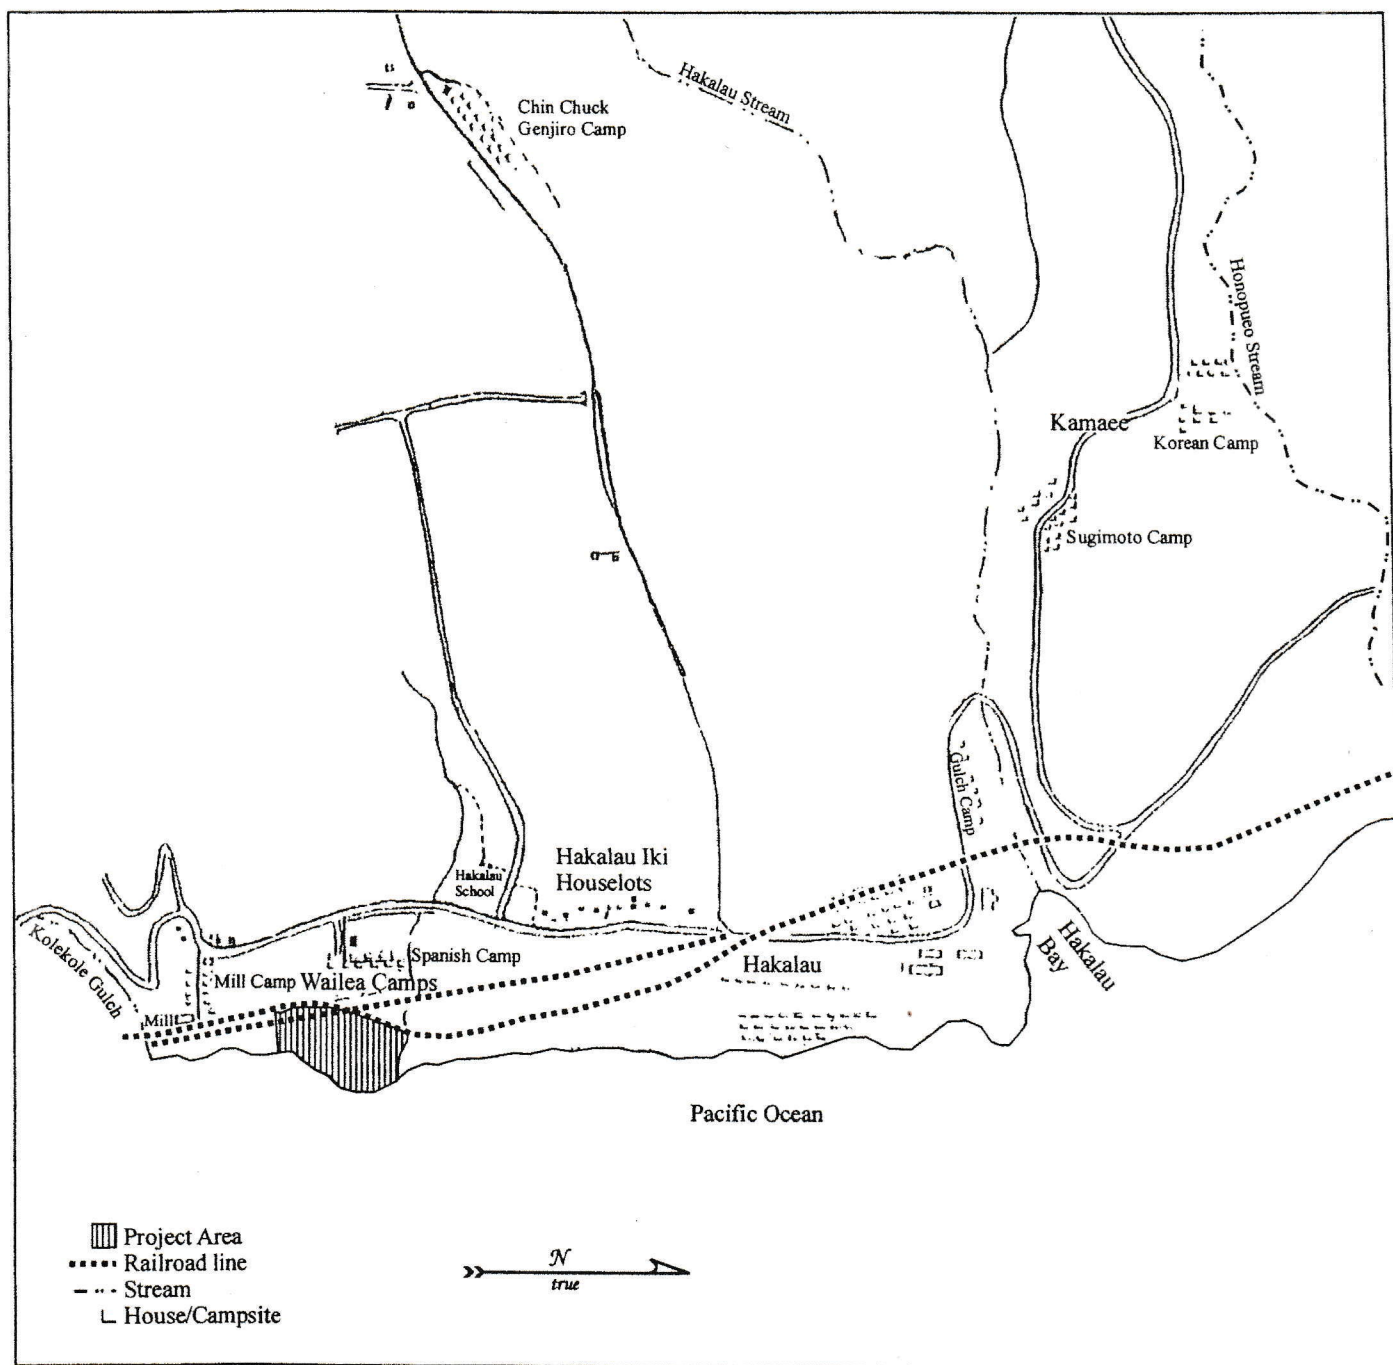 Chin Chuck
Genjiro Camp
Hakalau Stream
Honopueo Stream
Kamaee
Korean Camp
Sugimoto Camp
Gulch Camp
Hakalau Iki
Houselots
Hakalau
School
Kolekole Gulch
Mill Camp
Wailea Camps
Spanish Camp
Mill
Hakalau
Hakalau
Bay
Pacific Ocean
Project Area
Railroad line
Stream
House/Campsite
N
true